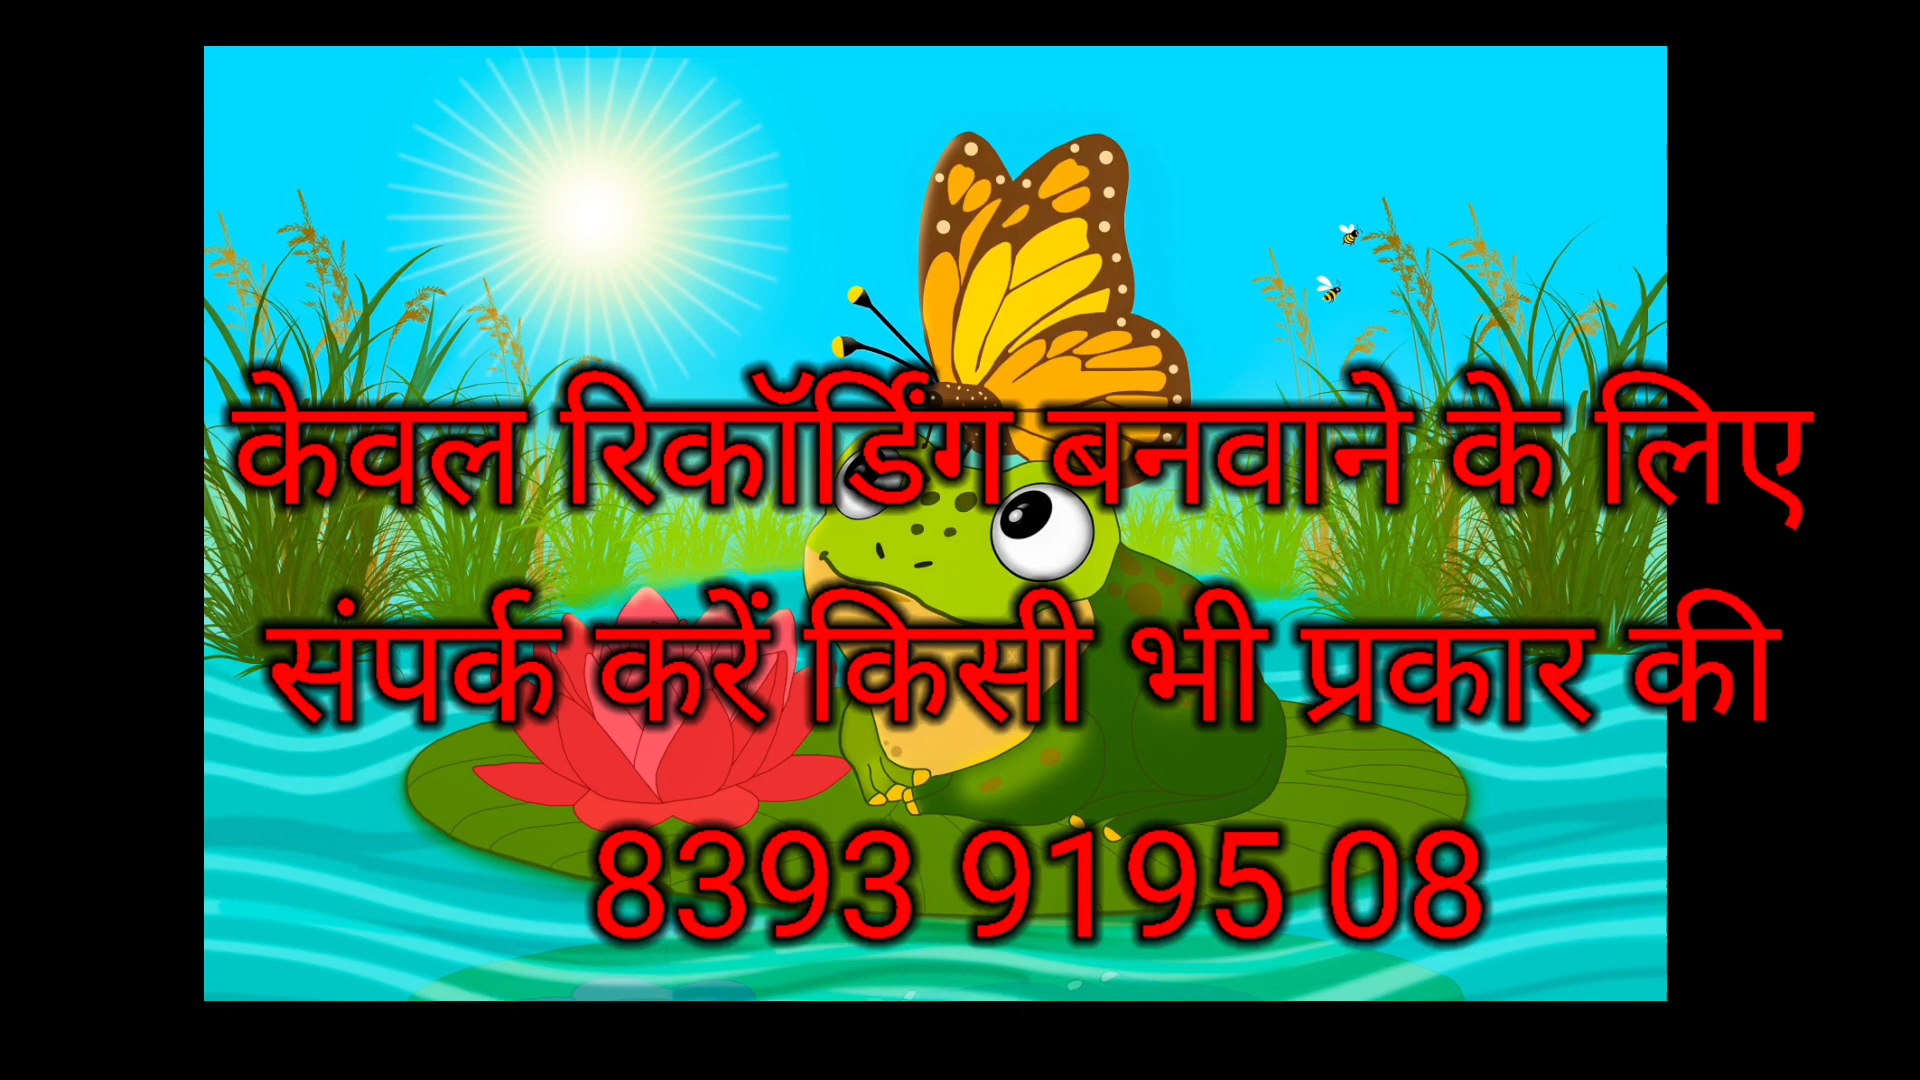 केवल रिकॉर्डिंग बनवाने के लिए
संपर्क करें किसी भी प्रकार की
8393 9195 08